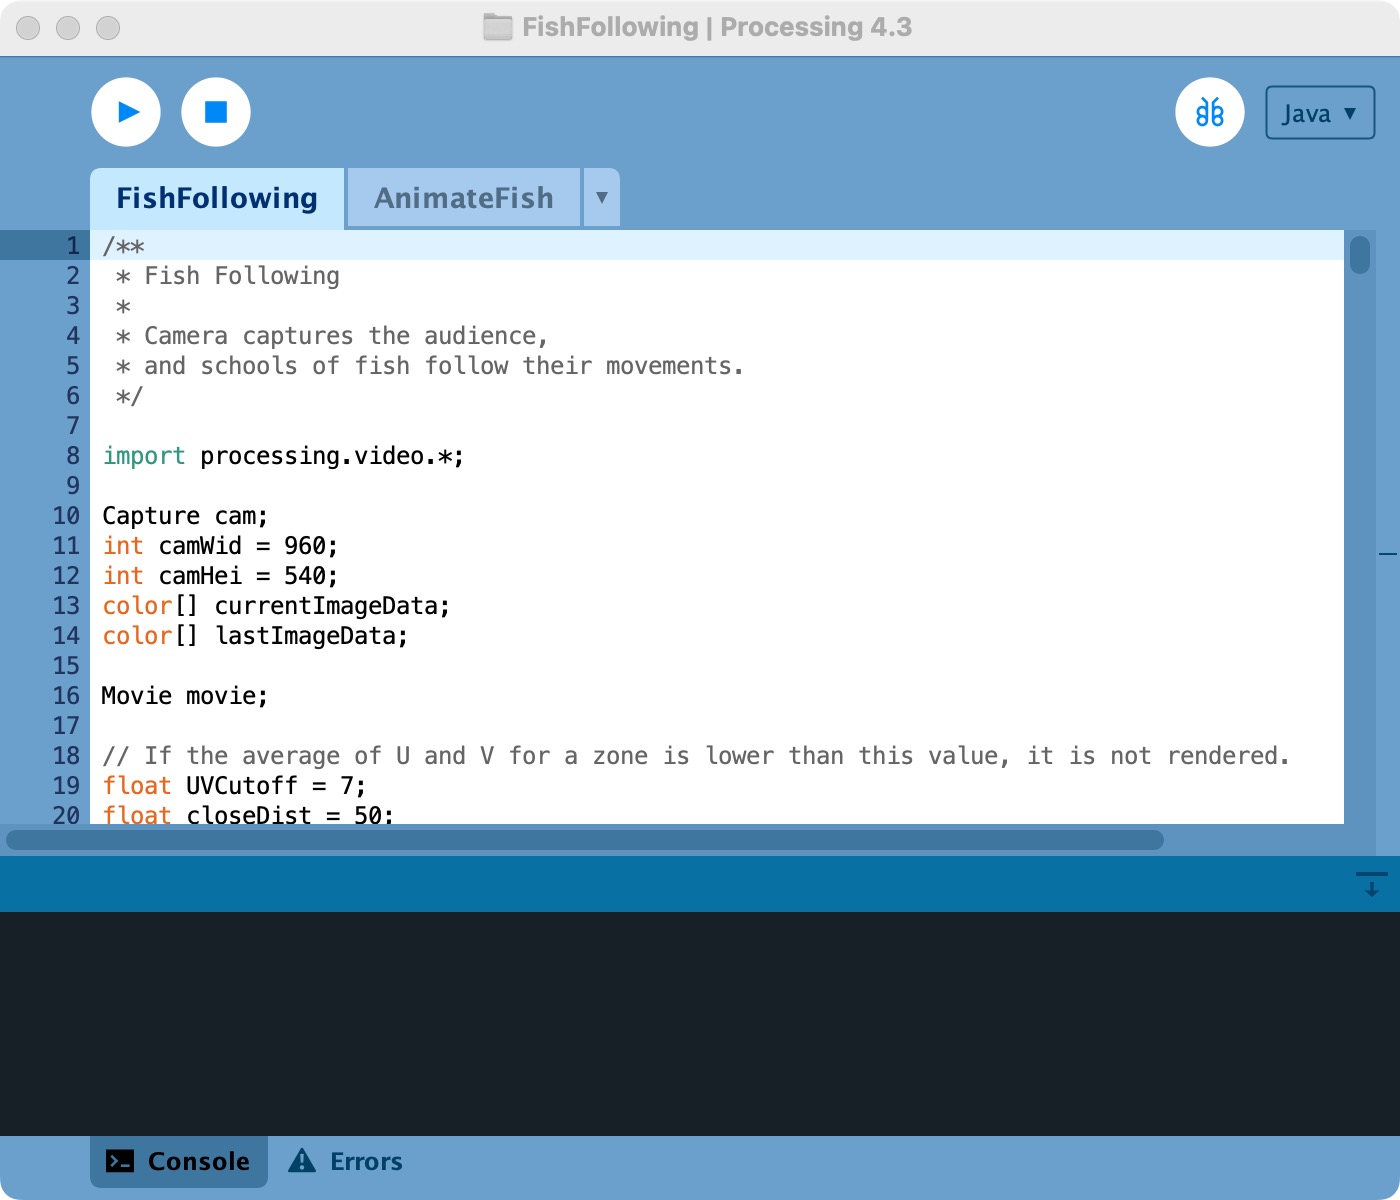 FishFollowing | Processing 4.3
Java ▼
FishFollowing AnimateFish ▼
1 /**
2  * Fish Following
3  *
4  * Camera captures the audience,
5  * and schools of fish follow their movements.
6  */
7
8 import processing.video.*;
9
10 Capture cam;
11 int camWid = 960;
12 int camHei = 540;
13 color[] currentImageData;
14 color[] lastImageData;
15
16 Movie movie;
17
18 // If the average of U and V for a zone is lower than this value, it is not rendered.
19 float UVCutoff = 7;
20 float closeDist = 50;
Console Errors